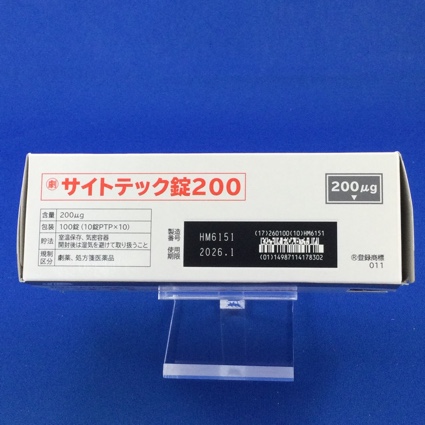 劇 サイトテック錠200
200μg
含量 200μg
包装 100錠(10錠PTP×10)
貯法 室温保存、気密容器
開封後は湿気を避けて取り扱うこと
規制区分 劇薬、処方箋医薬品
製造番号 HM6151
使用期限 2026.1
(17)260100(10)HM6151
(01)14987114178302
®登録商標
011